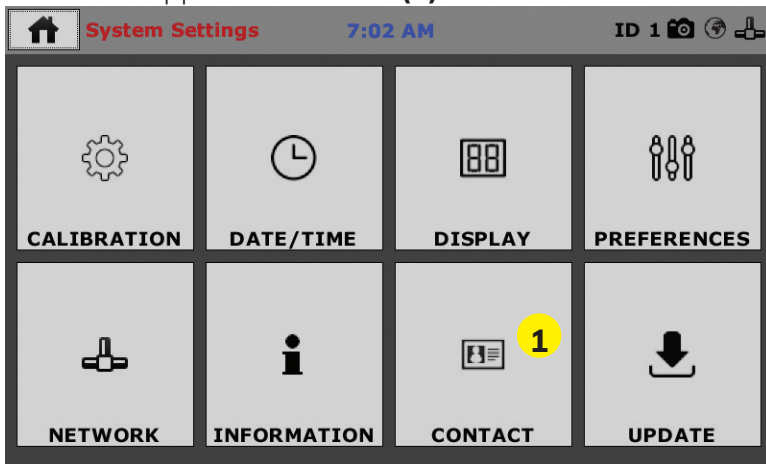 System Settings 7:02 AM ID 1
CALIBRATION DATE/TIME DISPLAY PREFERENCES
88
1
NETWORK INFORMATION CONTACT UPDATE